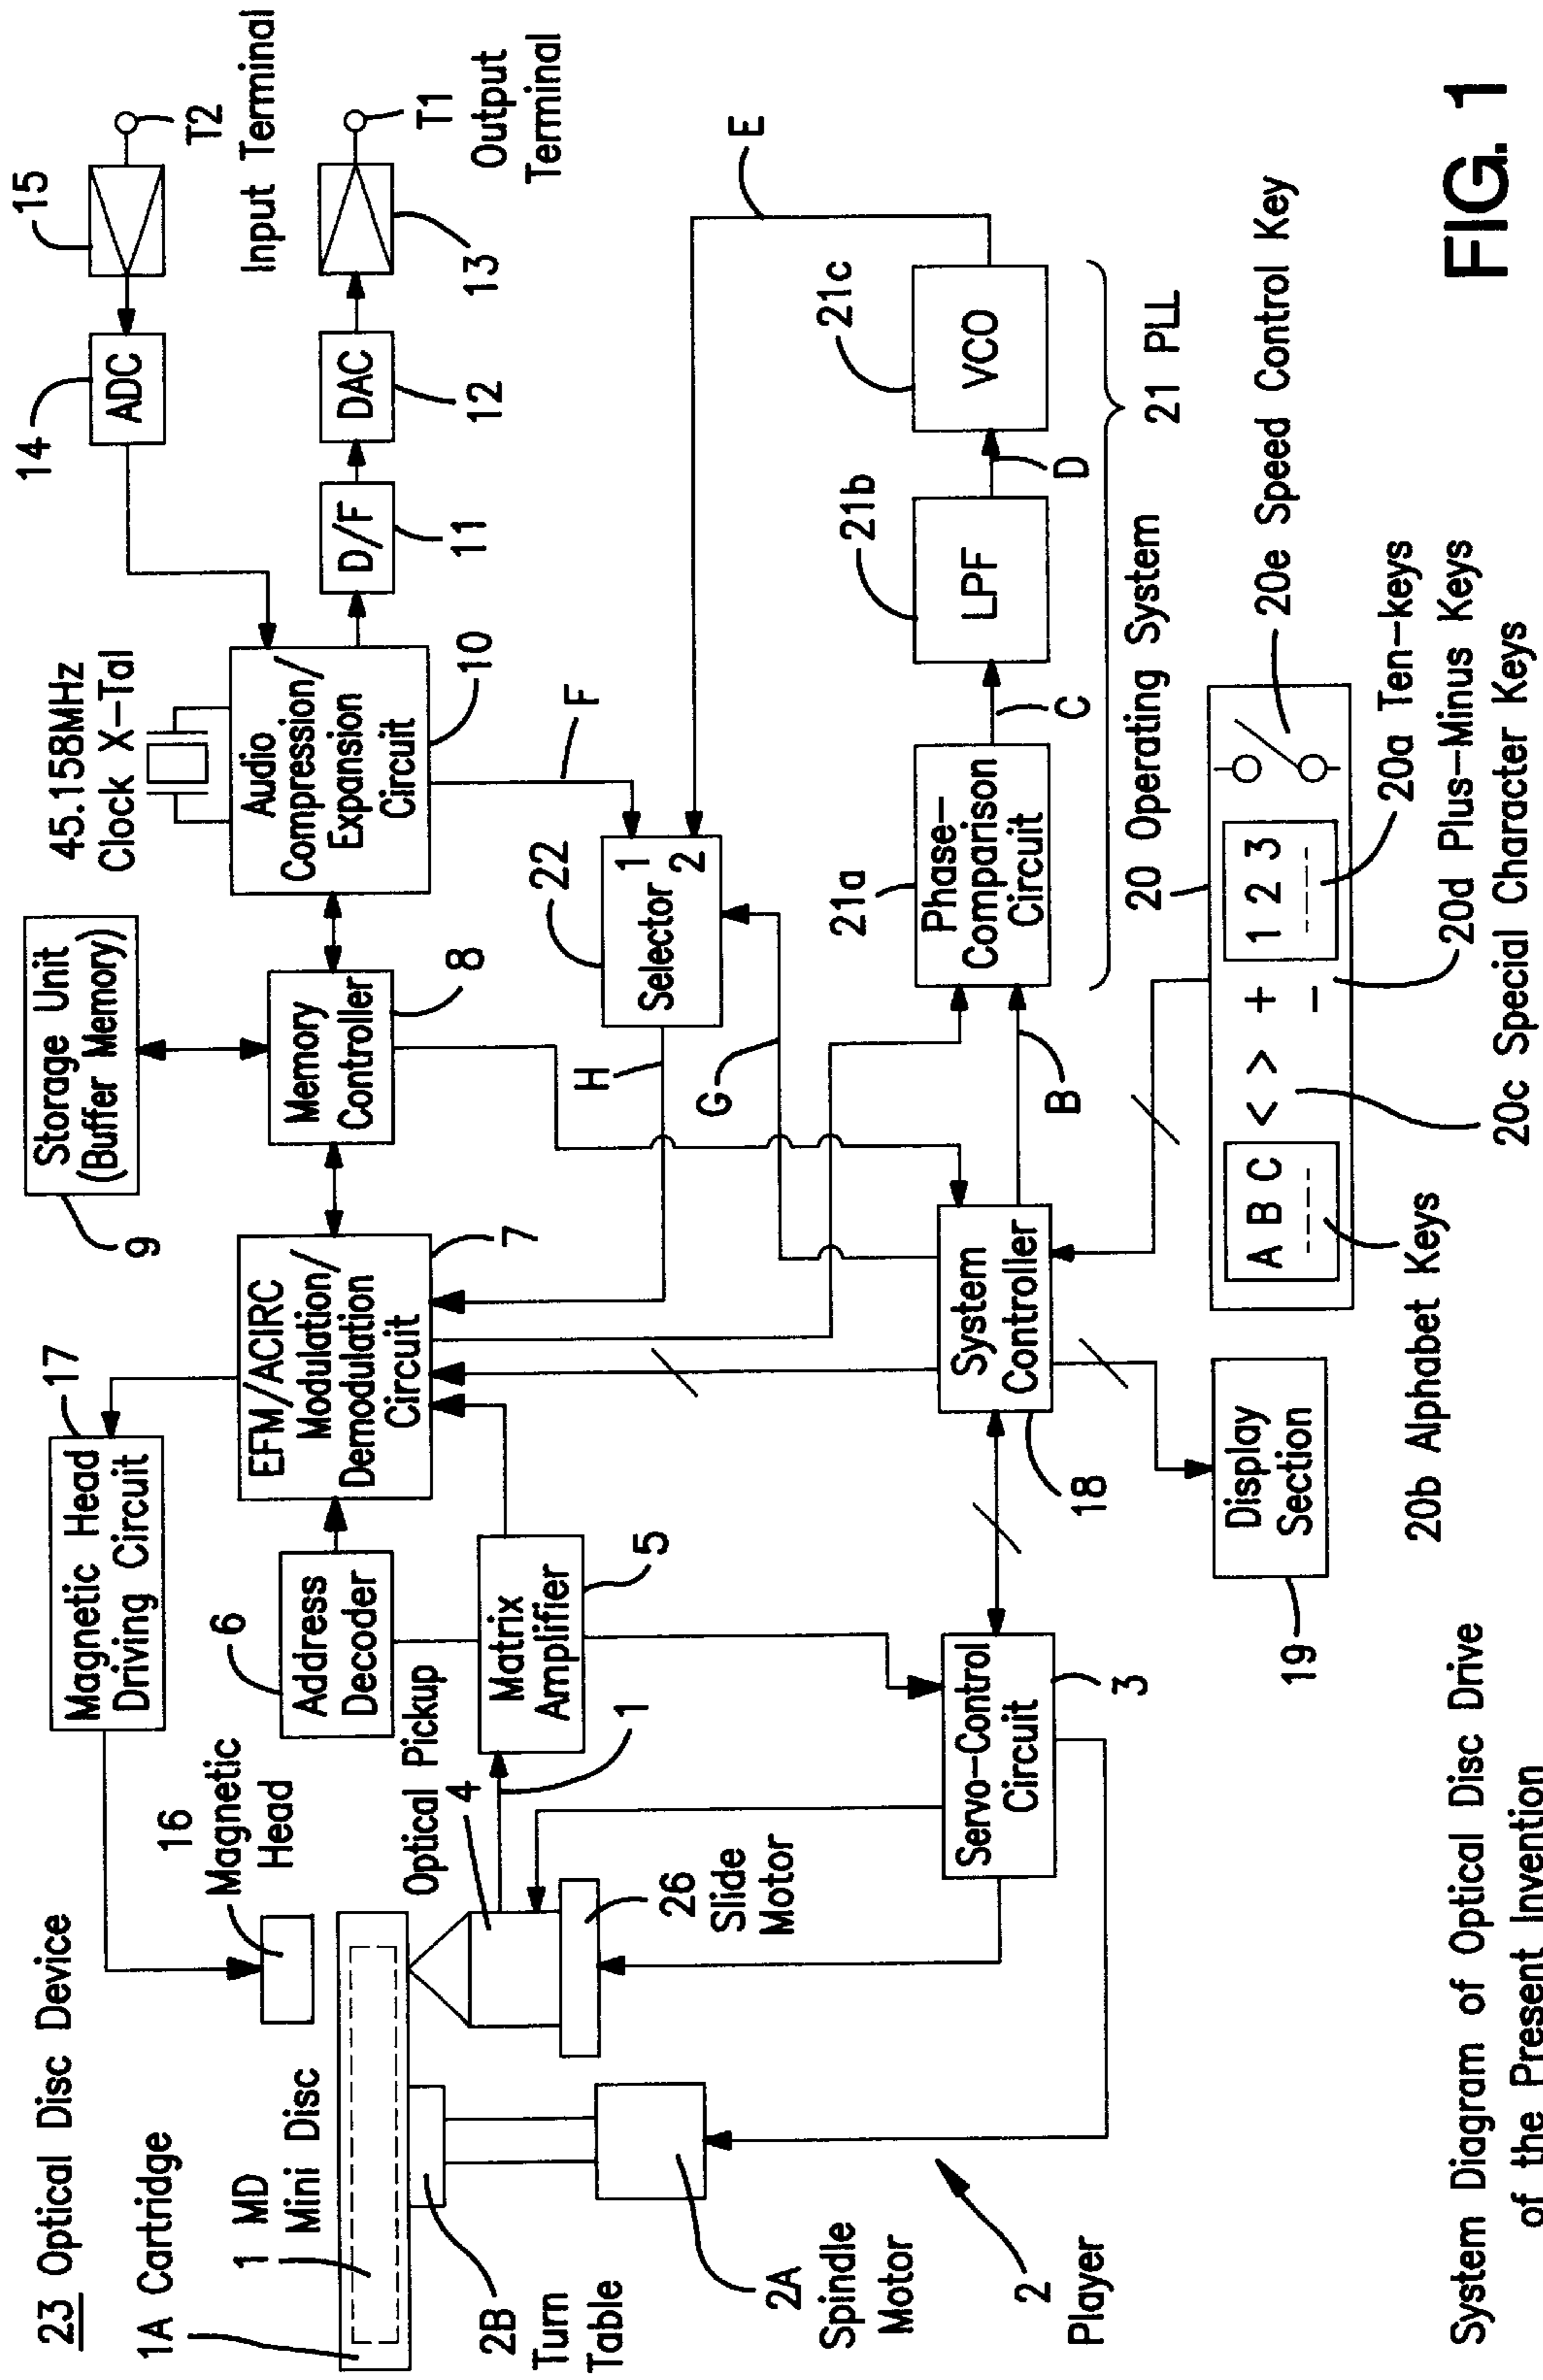 23 Optical Disc Device
1A Cartridge
1 MD
Mini Disc
2B
Turn
Table
2A
Spindle
Motor
2
Player
16
Magnetic
Head
Optical Pickup
4
1
26
Slide
Motor
17
Magnetic Head
Driving Circuit
6
Address
Decoder
Matrix
Amplifier
5
Servo-Control
Circuit
3
Storage Unit
(Buffer Memory)
9
EFM/ACIRC
Modulation/
Demodulation
Circuit
7
Memory
Controller
8
45.158MHz
Clock X-Tal
Audio
Compression/
Expansion
Circuit
10
14
ADC
15
T2
Input Terminal
D/F
11
DAC
12
13
T1
Output
Terminal
22
Selector
1
2
F
H
G
E
System
Controller
18
B
21a
Phase-
Comparison
Circuit
C
21b
LPF
D
21c
VCO
21 PLL
Display
Section
19
20 Operating System
A B C
< >
+
-
1 2 3
20e Speed Control Key
20a Ten-keys
20d Plus-Minus Keys
20c Special Character Keys
20b Alphabet Keys
System Diagram of Optical Disc Drive
of the Present Invention
FIG. 1